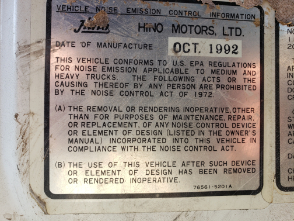 VEHICLE NOISE EMISSION CONTROL INFORMATION
Hino HINO MOTORS, LTD.
DATE OF MANUFACTURE OCT. 1992
THIS VEHICLE CONFORMS TO U.S. EPA REGULATIONS
FOR NOISE EMISSION APPLICABLE TO MEDIUM AND
HEAVY TRUCKS. THE FOLLOWING ACTS OR THE
CAUSING THEREOF BY ANY PERSON ARE PROHIBITED
BY THE NOISE CONTROL ACT OF 1972.
(A) THE REMOVAL OR RENDERING INOPERATIVE, OTHER
THAN FOR PURPOSES OF MAINTENANCE, REPAIR,
OR REPLACEMENT, OF ANY NOISE CONTROL DEVICE
OR ELEMENT OF DESIGN (LISTED IN THE OWNER'S
MANUAL) INCORPORATED INTO THIS VEHICLE IN
COMPLIANCE WITH THE NOISE CONTROL ACT.
(B) THE USE OF THIS VEHICLE AFTER SUCH DEVICE
OR ELEMENT OF DESIGN HAS BEEN REMOVED
OR RENDERED INOPERATIVE.
76561-5201A